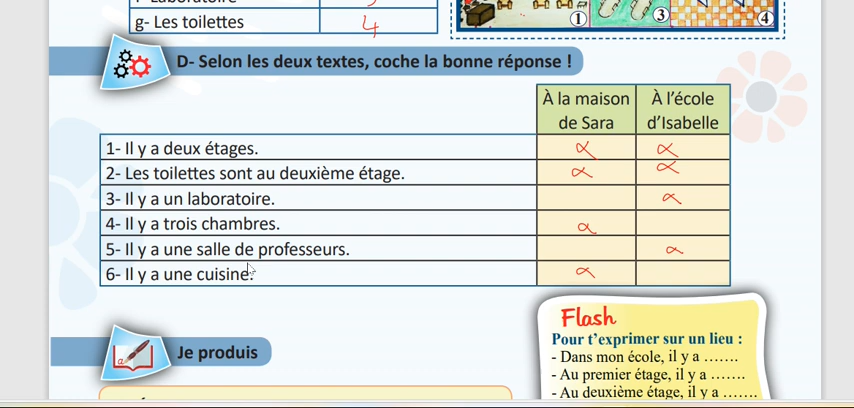 g- Les toilettes 4
1 3 4
D- Selon les deux textes, coche la bonne réponse !
À la maison de Sara À l'école d'Isabelle
1- Il y a deux étages. x x
2- Les toilettes sont au deuxième étage. x x
3- Il y a un laboratoire. x
4- Il y a trois chambres. x
5- Il y a une salle de professeurs. x
6- Il y a une cuisine. x
Je produis
Flash
Pour t'exprimer sur un lieu :
- Dans mon école, il y a .......
- Au premier étage, il y a .......
- Au deuxième étage, il y a .......